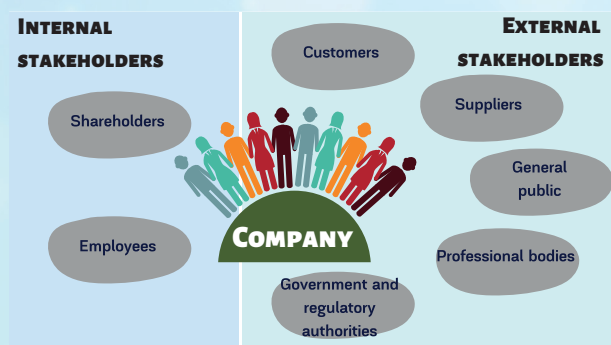 INTERNAL
STAKEHOLDERS
Shareholders
Employees
EXTERNAL
STAKEHOLDERS
Customers
Suppliers
General
public
Professional bodies
Government and
regulatory
authorities
COMPANY